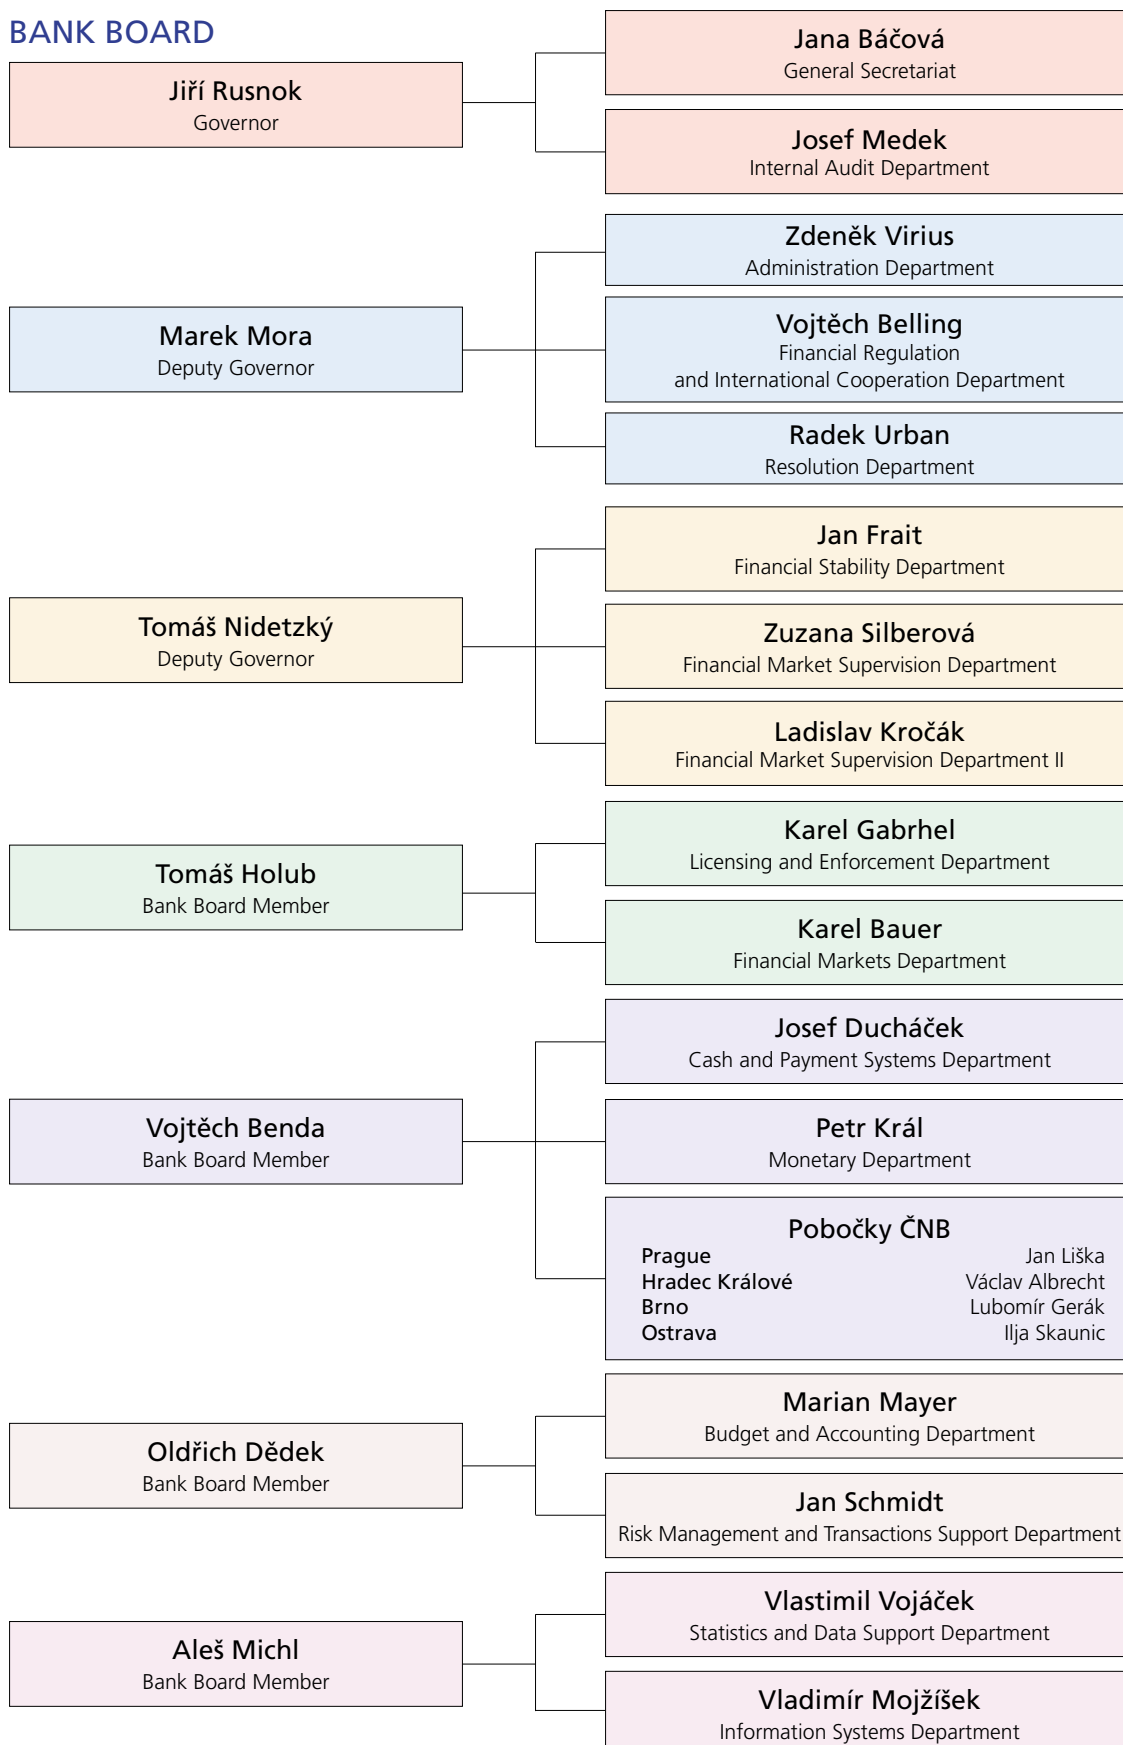 BANK BOARD
Jiří Rusnok
Governor
Jana Báčová
General Secretariat
Josef Medek
Internal Audit Department
Marek Mora
Deputy Governor
Zdeněk Virius
Administration Department
Vojtěch Belling
Financial Regulation
and International Cooperation Department
Radek Urban
Resolution Department
Tomáš Nidetzký
Deputy Governor
Jan Frait
Financial Stability Department
Zuzana Silberová
Financial Market Supervision Department
Ladislav Kročák
Financial Market Supervision Department II
Tomáš Holub
Bank Board Member
Karel Gabrhel
Licensing and Enforcement Department
Karel Bauer
Financial Markets Department
Vojtěch Benda
Bank Board Member
Josef Ducháček
Cash and Payment Systems Department
Petr Král
Monetary Department
Pobočky ČNB
Prague Jan Liška
Hradec Králové Václav Albrecht
Brno Lubomír Gerák
Ostrava Ilja Skaunic
Oldřich Dědek
Bank Board Member
Marian Mayer
Budget and Accounting Department
Jan Schmidt
Risk Management and Transactions Support Department
Aleš Michl
Bank Board Member
Vlastimil Vojáček
Statistics and Data Support Department
Vladimír Mojžíšek
Information Systems Department